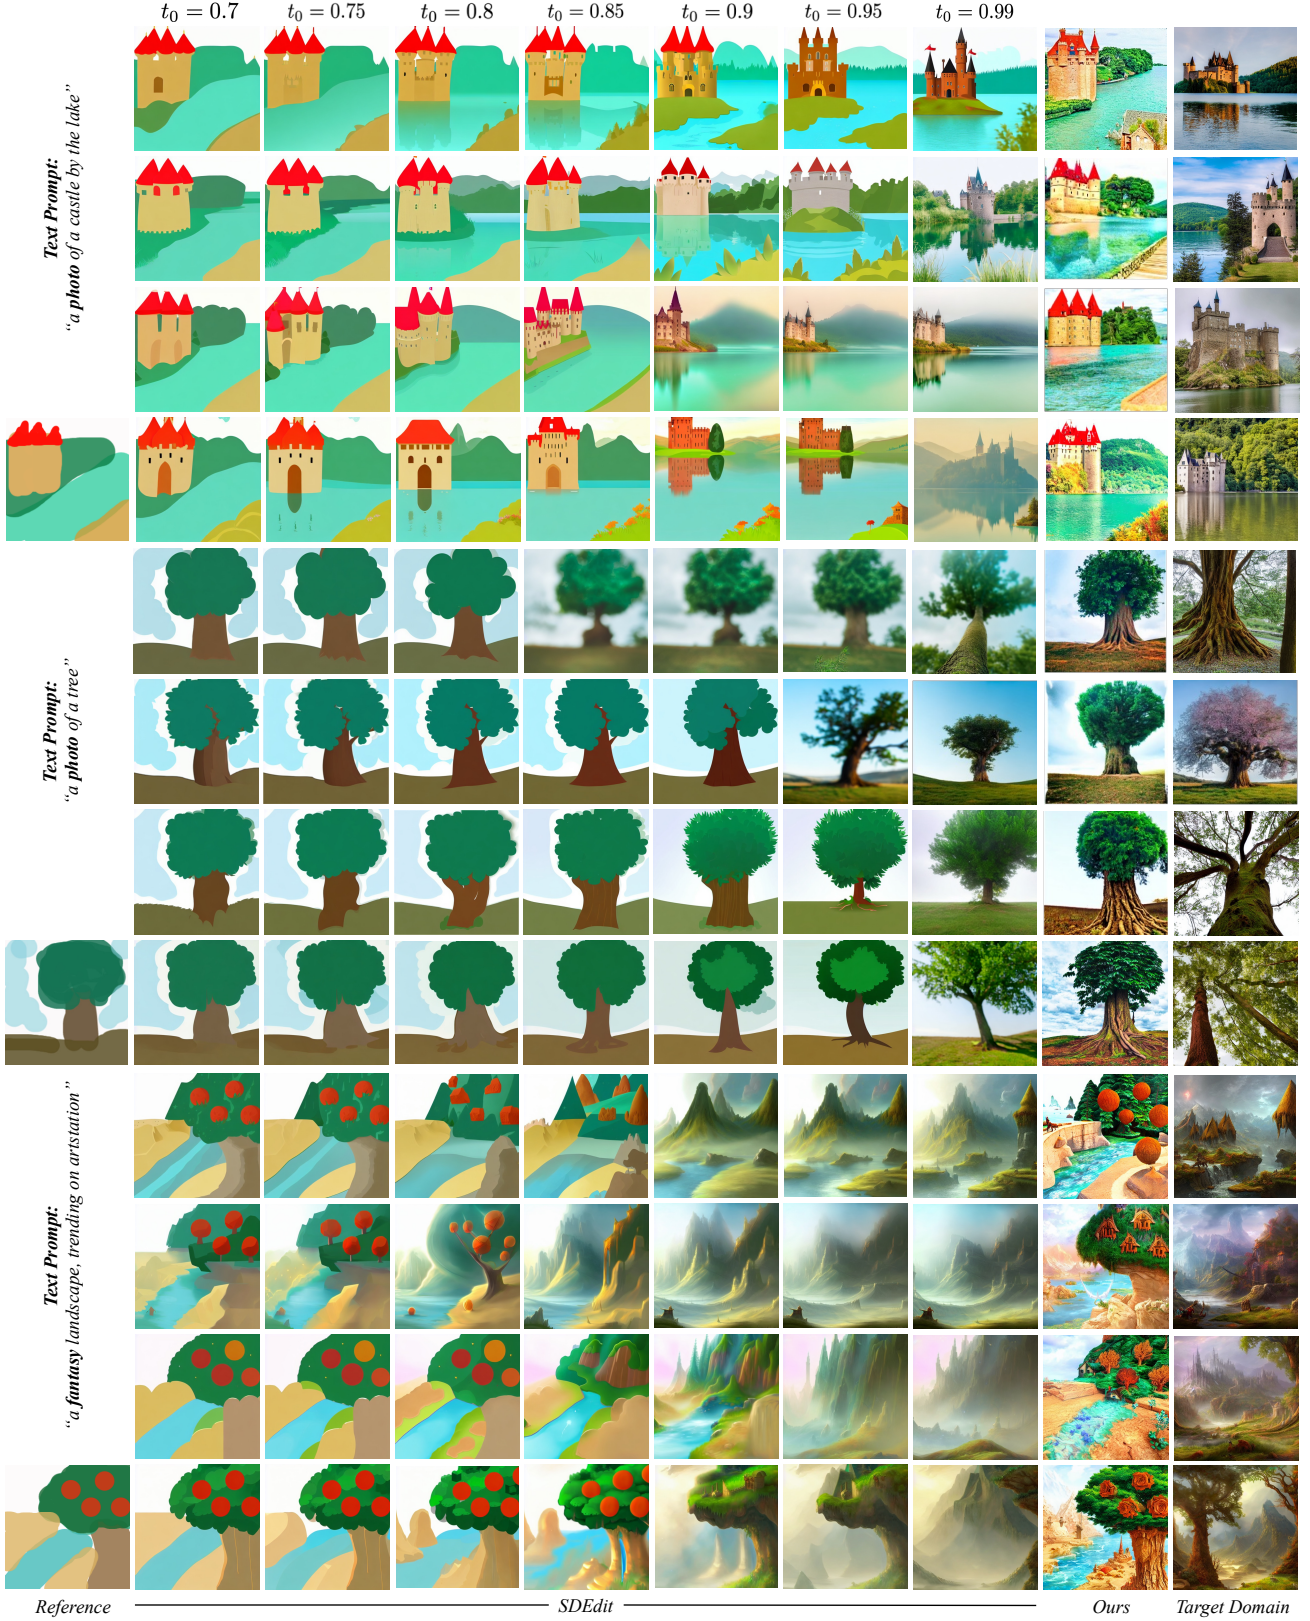 t₀ = 0.7 t₀ = 0.75 t₀ = 0.8 t₀ = 0.85 t₀ = 0.9 t₀ = 0.95 t₀ = 0.99
Text Prompt:
“a photo of a castle by the lake”
Text Prompt:
“a photo of a tree”
Text Prompt:
“a fantasy landscape, trending on artstation”
Reference SDEdit Ours Target Domain